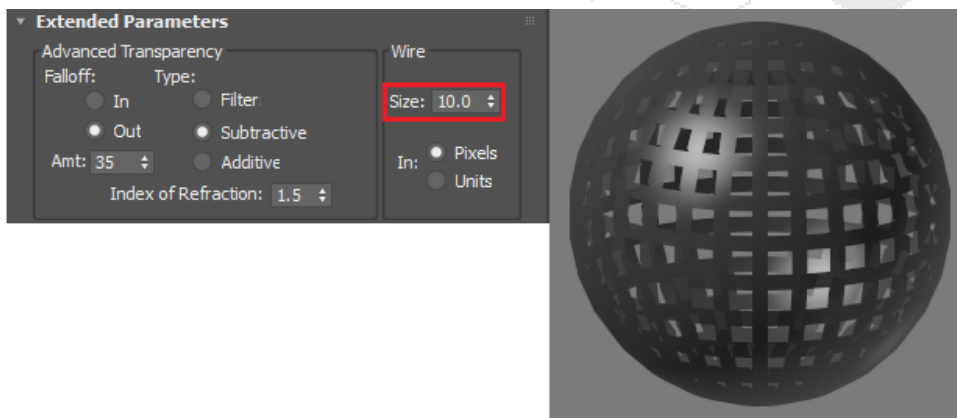 Extended Parameters
Advanced Transparency
Falloff: Type:
In Filter:
Out Subtractive
Amt: 35 Additive
Index of Refraction: 1.5
Wire
Size: 10.0
In: Pixels
Units